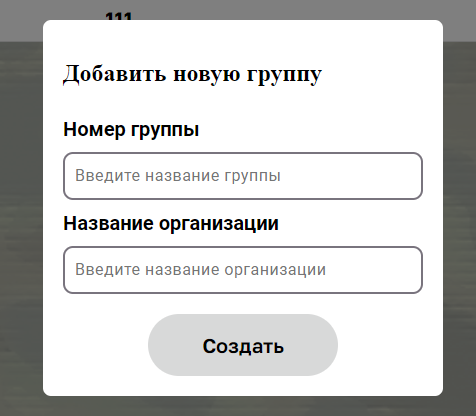 111
Добавить новую группу
Номер группы
Введите название группы
Название организации
Введите название организации
Создать